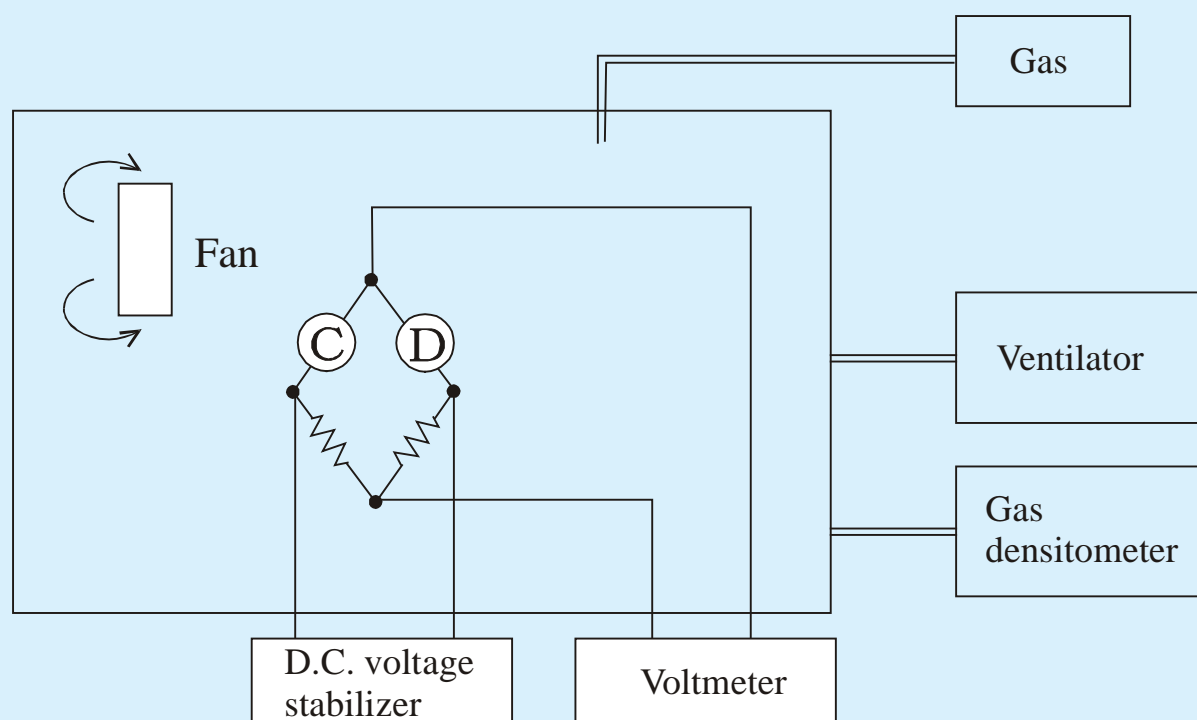 Gas
Fan
C
D
Ventilator
Gas
densitometer
D.C. voltage
stabilizer
Voltmeter